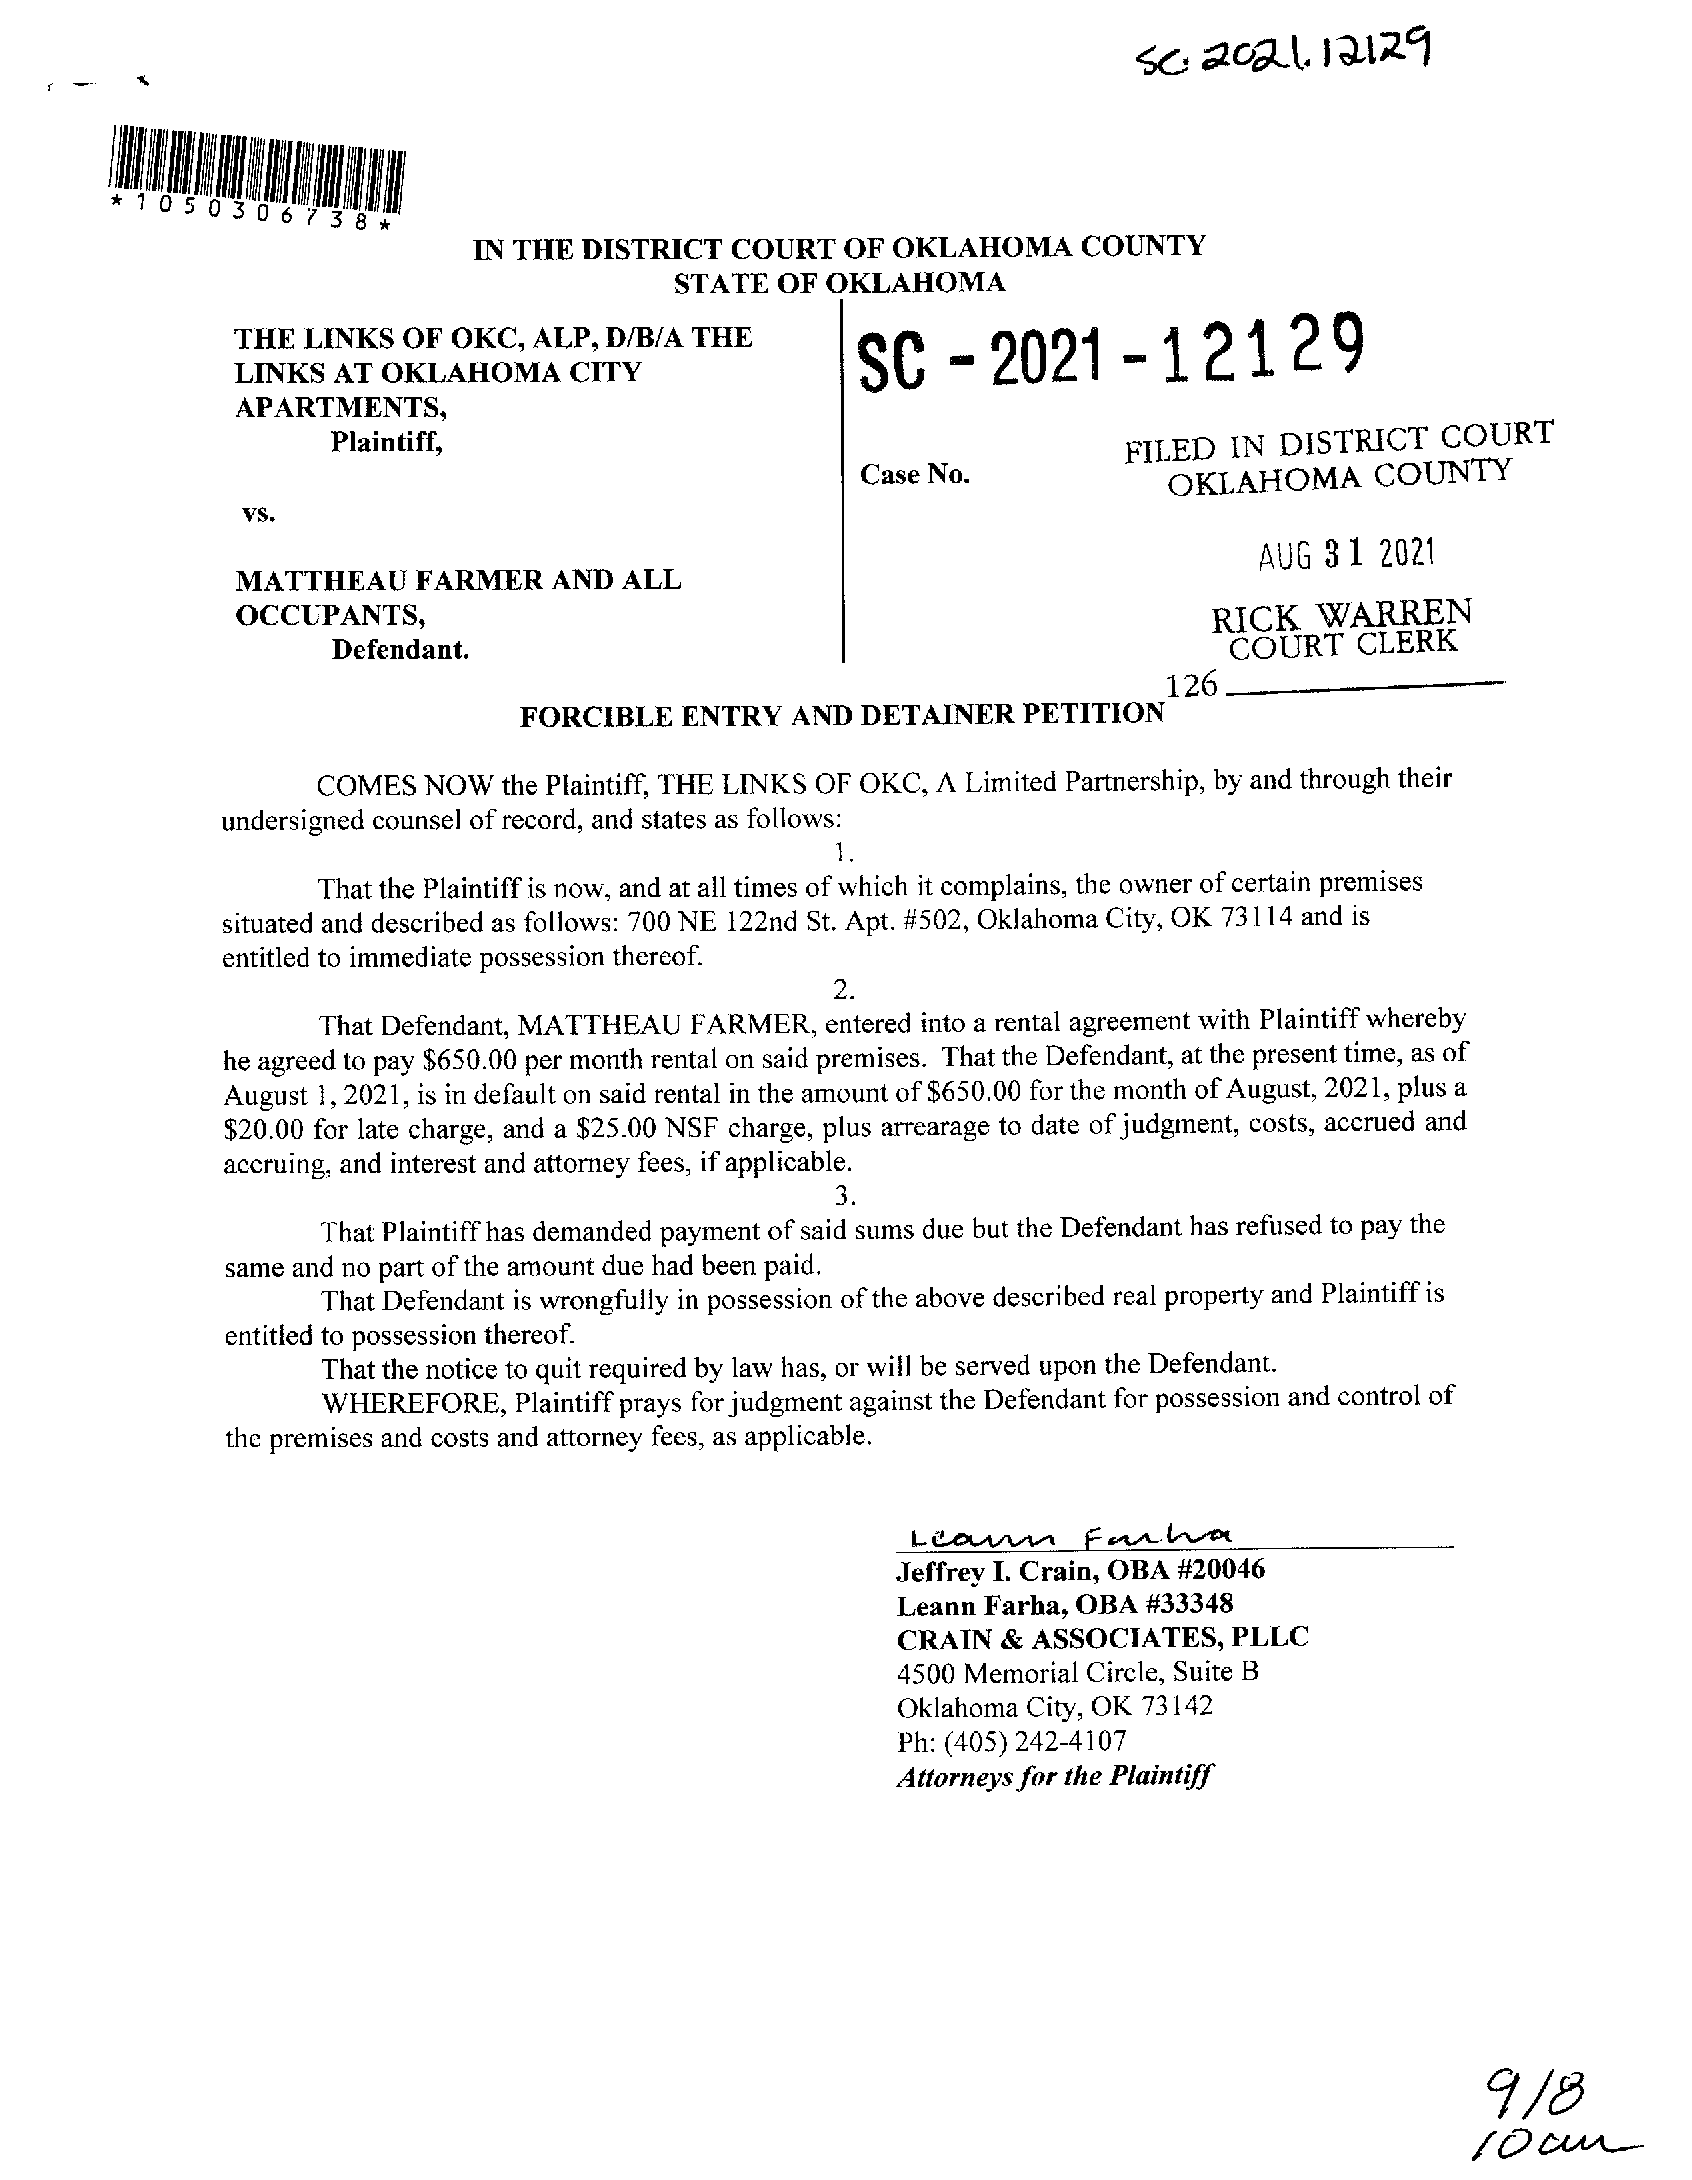 SC. 2021.12129
*1050306738*
IN THE DISTRICT COURT OF OKLAHOMA COUNTY
STATE OF OKLAHOMA
THE LINKS OF OKC, ALP, D/B/A THE
LINKS AT OKLAHOMA CITY
APARTMENTS,
Plaintiff,
vs.
MATTHEAU FARMER AND ALL
OCCUPANTS,
Defendant.
SC - 2021 - 12129
Case No.
FILED IN DISTRICT COURT
OKLAHOMA COUNTY
AUG 31 2021
RICK WARREN
COURT CLERK
126
FORCIBLE ENTRY AND DETAINER PETITION
COMES NOW the Plaintiff, THE LINKS OF OKC, A Limited Partnership, by and through their
undersigned counsel of record, and states as follows:
1.
That the Plaintiff is now, and at all times of which it complains, the owner of certain premises
situated and described as follows: 700 NE 122nd St. Apt. #502, Oklahoma City, OK 73114 and is
entitled to immediate possession thereof.
2.
That Defendant, MATTHEAU FARMER, entered into a rental agreement with Plaintiff whereby
he agreed to pay $650.00 per month rental on said premises. That the Defendant, at the present time, as of
August 1, 2021, is in default on said rental in the amount of $650.00 for the month of August, 2021, plus a
$20.00 for late charge, and a $25.00 NSF charge, plus arrearage to date of judgment, costs, accrued and
accruing, and interest and attorney fees, if applicable.
3.
That Plaintiff has demanded payment of said sums due but the Defendant has refused to pay the
same and no part of the amount due had been paid.
That Defendant is wrongfully in possession of the above described real property and Plaintiff is
entitled to possession thereof.
That the notice to quit required by law has, or will be served upon the Defendant.
WHEREFORE, Plaintiff prays for judgment against the Defendant for possession and control of
the premises and costs and attorney fees, as applicable.
Leann Farha
Jeffrey I. Crain, OBA #20046
Leann Farha, OBA #33348
CRAIN & ASSOCIATES, PLLC
4500 Memorial Circle, Suite B
Oklahoma City, OK 73142
Ph: (405) 242-4107
Attorneys for the Plaintiff
9/8
10am